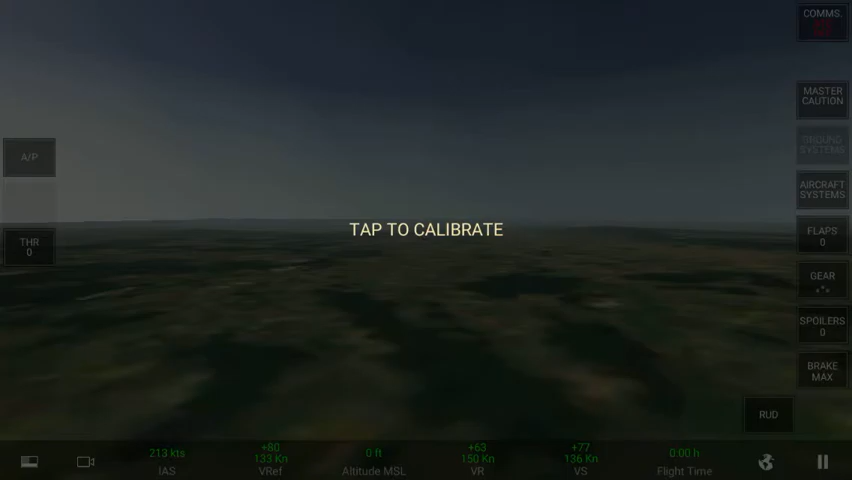 COMMS.
MASTER
CAUTION
A/P
GROUND
SYSTEMS
AIRCRAFT
SYSTEMS
TAP TO CALIBRATE
THR
0
FLAPS
0
GEAR
SPOILERS
0
BRAKE
MAX
RUD
213 kts
IAS
+80
133 Kn
VRef
0 ft
Altitude MSL
+63
150 Kn
VR
+77
136 Kn
VS
0:00 h
Flight Time